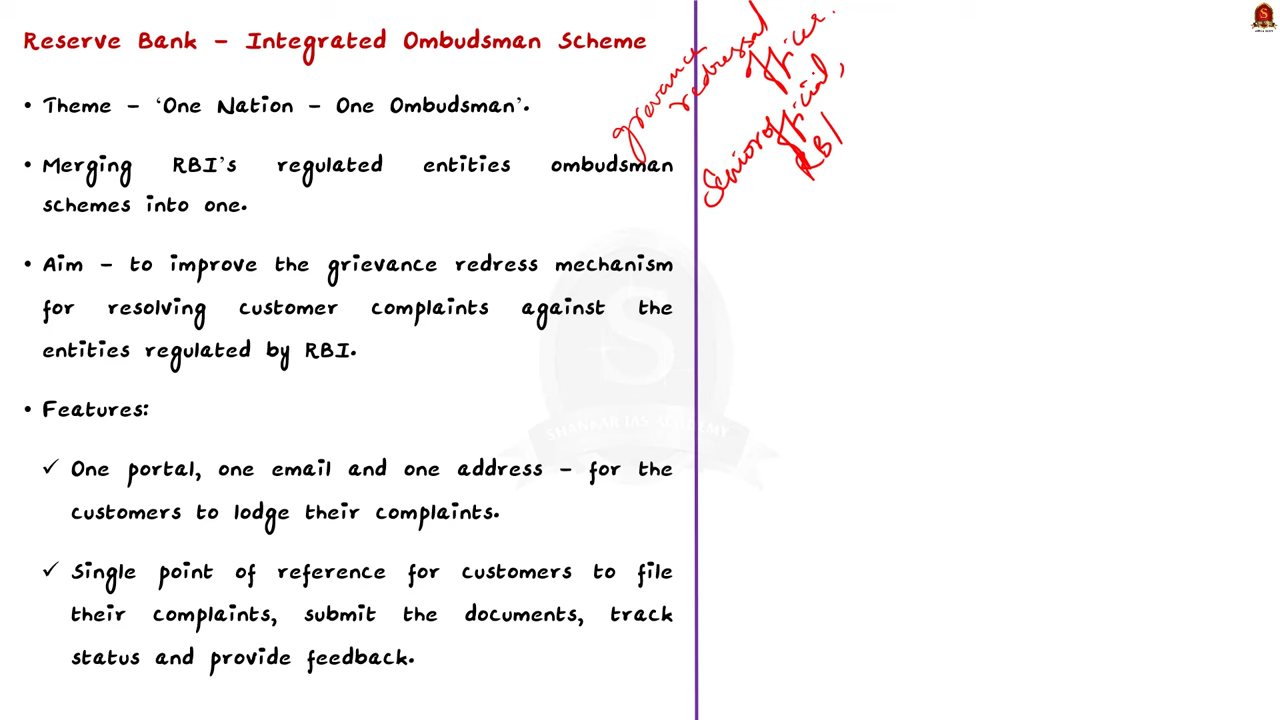 Reserve Bank – Integrated Ombudsman Scheme
• Theme – ‘One Nation – One Ombudsman’.
• Merging RBI’s regulated entities ombudsman
schemes into one.
• Aim – to improve the grievance redress mechanism
for resolving customer complaints against the
entities regulated by RBI.
• Features:
✓ One portal, one email and one address – for the
customers to lodge their complaints.
✓ Single point of reference for customers to file
their complaints, submit the documents, track
status and provide feedback.
grievance
redressal
officer.
Senior official,
RBI
SHANKAR IAS ACADEMY